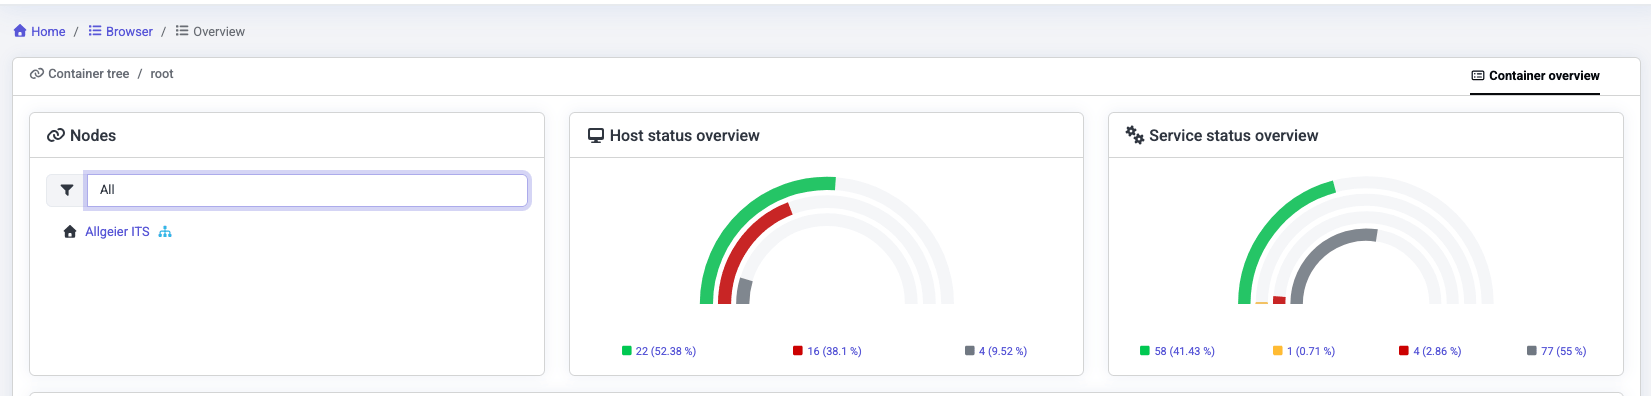 Home / Browser / Overview
Container tree / root
Container overview
Nodes
All
Allgeier ITS
Host status overview
22 (52.38 %) 16 (38.1 %) 4 (9.52 %)
Service status overview
58 (41.43 %) 1 (0.71 %) 4 (2.86 %) 77 (55 %)